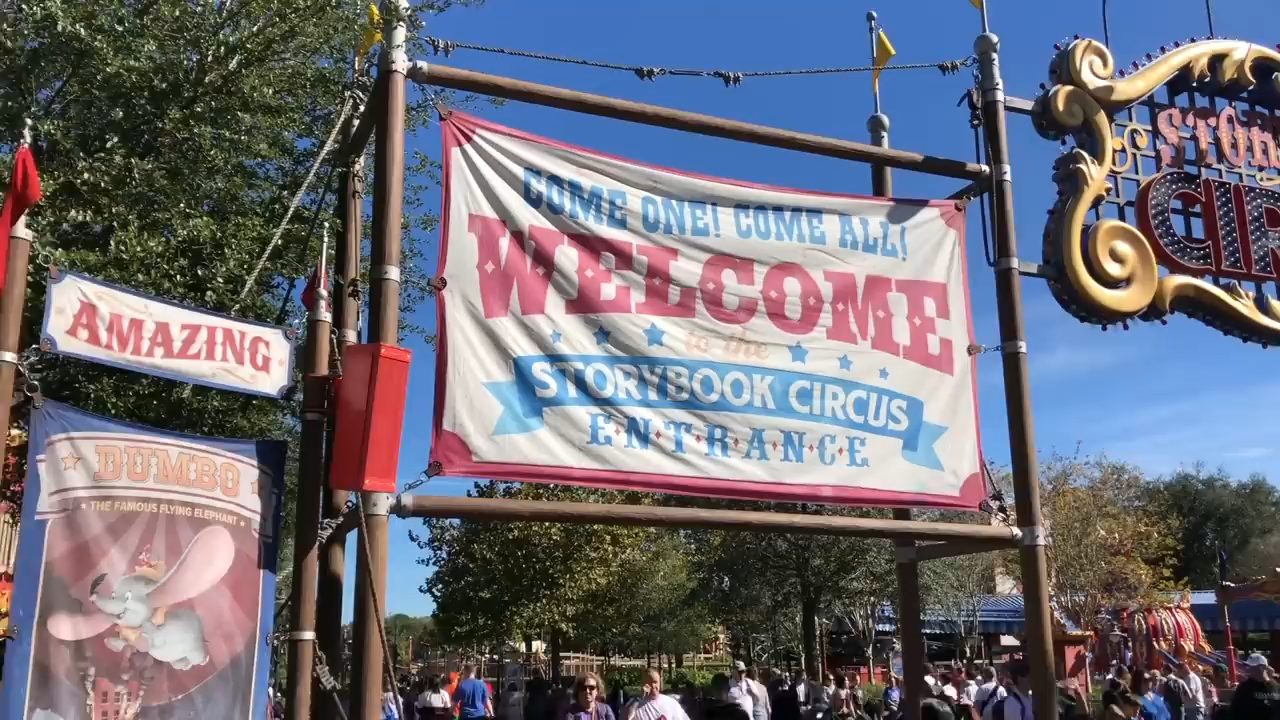 AMAZING
DUMBO
THE FAMOUS FLYING ELEPHANT
COME ONE! COME ALL!
WELCOME
to the
STORYBOOK CIRCUS
ENTRANCE